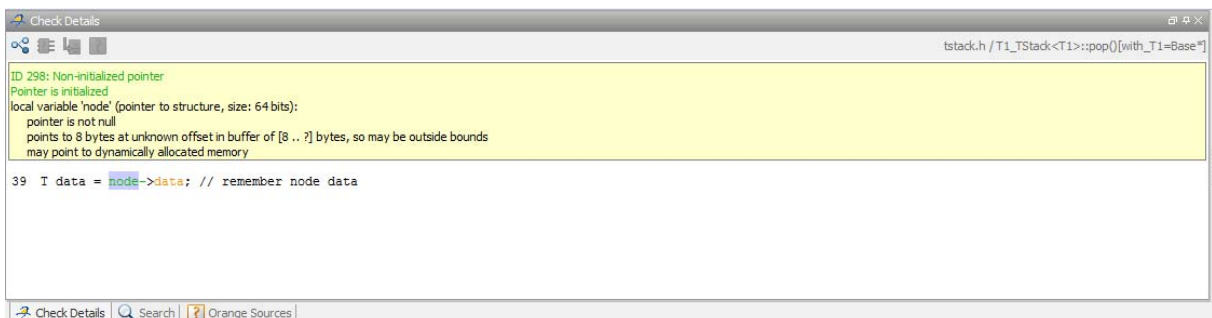 Check Details
tstack.h / T1_TStack<T1>::pop()[with_T1=Base*]
ID 298: Non-initialized pointer
Pointer is initialized
local variable 'node' (pointer to structure, size: 64 bits):
pointer is not null
points to 8 bytes at unknown offset in buffer of [8 .. ?] bytes, so may be outside bounds
may point to dynamically allocated memory
39 T data = node->data; // remember node data
Check Details Search ? Orange Sources